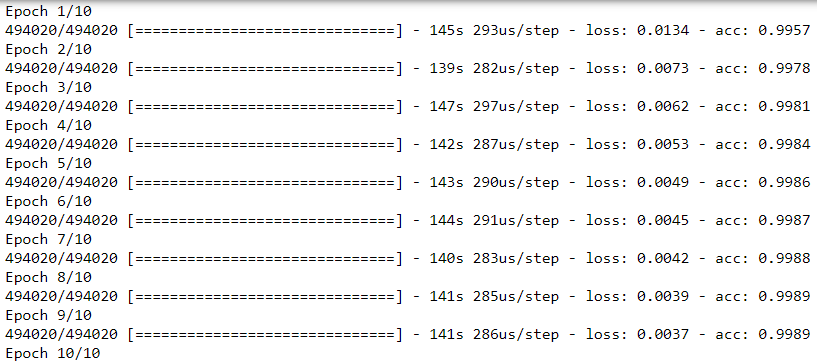 Epoch 1/10
494020/494020 [==============================] - 145s 293us/step - loss: 0.0134 - acc: 0.9957
Epoch 2/10
494020/494020 [==============================] - 139s 282us/step - loss: 0.0073 - acc: 0.9978
Epoch 3/10
494020/494020 [==============================] - 147s 297us/step - loss: 0.0062 - acc: 0.9981
Epoch 4/10
494020/494020 [==============================] - 142s 287us/step - loss: 0.0053 - acc: 0.9984
Epoch 5/10
494020/494020 [==============================] - 143s 290us/step - loss: 0.0049 - acc: 0.9986
Epoch 6/10
494020/494020 [==============================] - 144s 291us/step - loss: 0.0045 - acc: 0.9987
Epoch 7/10
494020/494020 [==============================] - 140s 283us/step - loss: 0.0042 - acc: 0.9988
Epoch 8/10
494020/494020 [==============================] - 141s 285us/step - loss: 0.0039 - acc: 0.9989
Epoch 9/10
494020/494020 [==============================] - 141s 286us/step - loss: 0.0037 - acc: 0.9989
Epoch 10/10